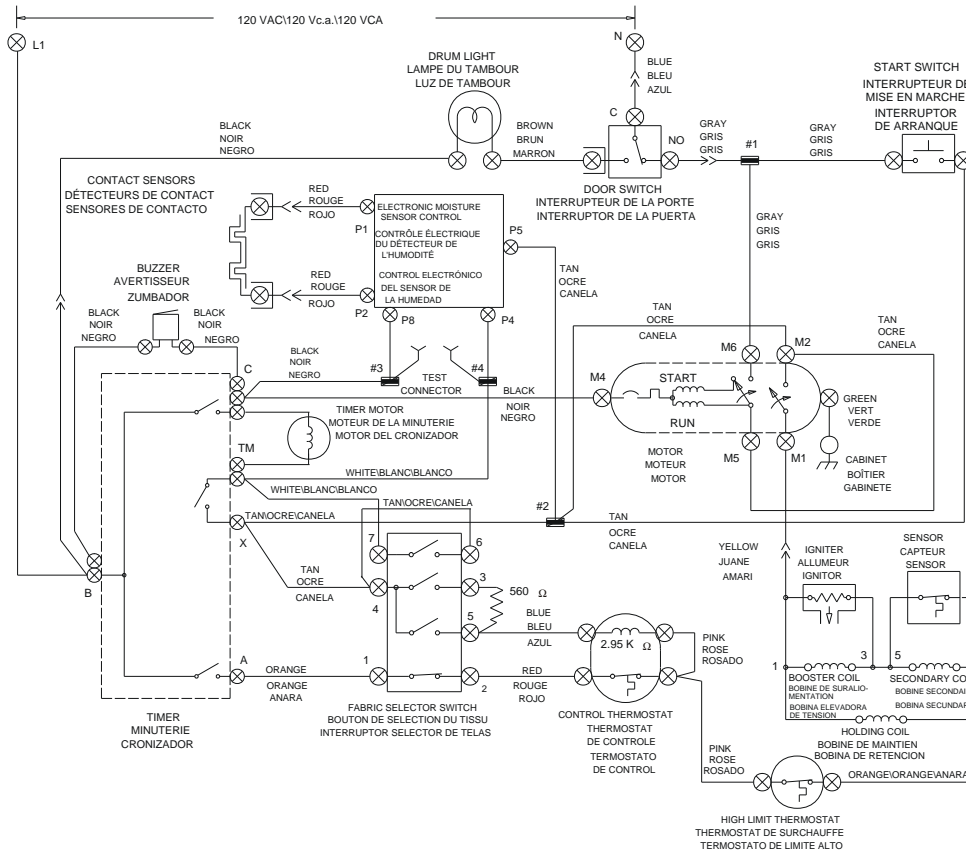 120 VAC\120 Vc.a.\120 VCA
L1
N
DRUM LIGHT
LAMPE DU TAMBOUR
LUZ DE TAMBOUR
BLUE
BLEU
AZUL
START SWITCH
INTERRUPTEUR DE
MISE EN MARCHE
INTERRUPTOR
DE ARRANQUE
C
BLACK
NOIR
NEGRO
BROWN
BRUN
MARRON
NO
GRAY
GRIS
GRIS
#1
GRAY
GRIS
GRIS
CONTACT SENSORS
DÉTECTEURS DE CONTACT
SENSORES DE CONTACTO
RED
ROUGE
ROJO
DOOR SWITCH
INTERRUPTEUR DE LA PORTE
INTERRUPTOR DE LA PUERTA
ELECTRONIC MOISTURE
SENSOR CONTROL
CONTRÔLE ÉLECTRIQUE
DU DÉTECTEUR DE
L'HUMODITÉ
CONTROL ELECTRÓNICO
DEL SENSOR DE
LA HUMEDAD
P1
P5
GRAY
GRIS
GRIS
BUZZER
AVERTISSEUR
ZUMBADOR
RED
ROUGE
ROJO
TAN
OCRE
CANELA
P2
P8
P4
BLACK
NOIR
NEGRO
BLACK
NOIR
NEGRO
TAN
OCRE
CANELA
TAN
OCRE
CANELA
M6
M2
C
BLACK
NOIR
NEGRO
#3
TEST
CONNECTOR
#4
BLACK
NOIR
NEGRO
M4
START
RUN
GREEN
VERT
VERDE
TIMER MOTOR
MOTEUR DE LA MINUTERIE
MOTOR DEL CRONIZADOR
TM
MOTOR
MOTEUR
MOTOR
M5
M1
CABINET
BOÎTIER
GABINETE
WHITE\BLANC\BLANCO
WHITE\BLANC\BLANCO
TAN\OCRE\CANELA
#2
TAN\OCRE\CANELA
X
TAN
OCRE
CANELA
7
6
YELLOW
JUANE
AMARI
IGNITER
ALLUMEUR
IGNITOR
SENSOR
CAPTEUR
SENSOR
B
TAN
OCRE
CANELA
4
3
560 Ω
5
BLUE
BLEU
AZUL
2.95 K Ω
PINK
ROSE
ROSADO
A
ORANGE
ORANGE
ANARA
1
2
RED
ROUGE
ROJO
1
3
5
BOOSTER COIL
BOBINE DE SURALIO-
MENTATION
BOBINA ELEVADORA
DE TENSION
SECONDARY CO
BOBINE SECONDAI
BOBINA SECUNDAR
TIMER
MINUTERIE
CRONIZADOR
FABRIC SELECTOR SWITCH
BOUTON DE SELECTION DU TISSU
INTERRUPTOR SELECTOR DE TELAS
CONTROL THERMOSTAT
THERMOSTAT
DE CONTROLE
TERMOSTATO
DE CONTROL
HOLDING COIL
BOBINE DE MAINTIEN
BOBINA DE RETENCION
PINK
ROSE
ROSADO
ORANGE\ORANGE\ANARA
HIGH LIMIT THERMOSTAT
THERMOSTAT DE SURCHAUFFE
TERMOSTATO DE LIMITE ALTO